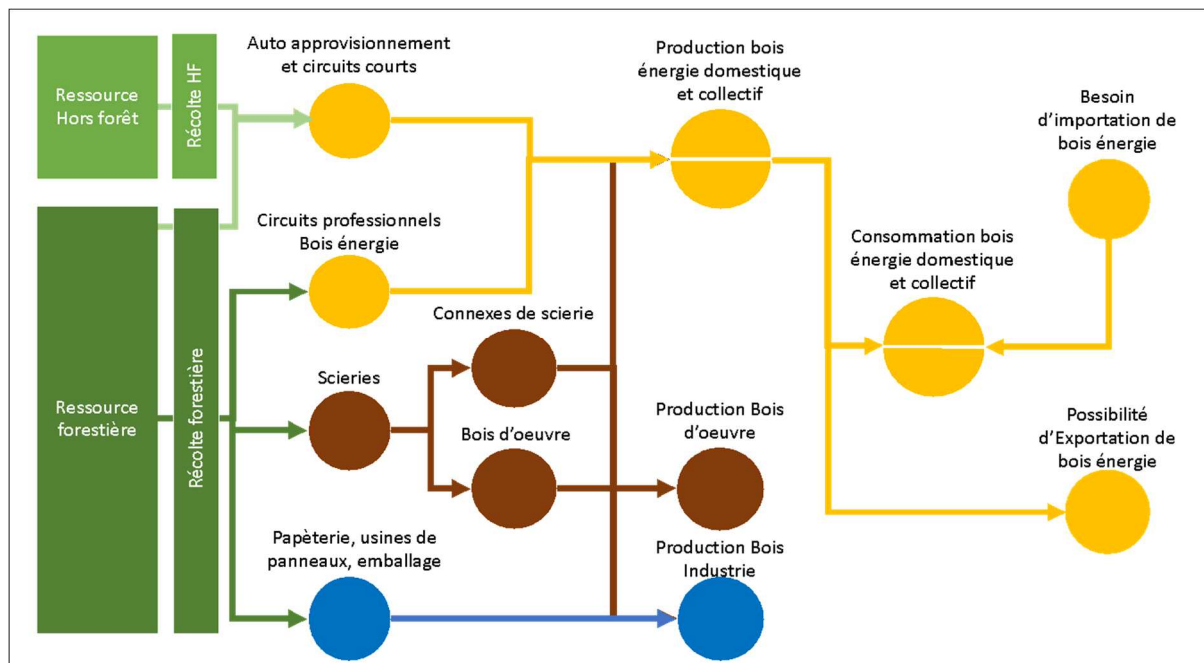 Ressource
Hors forêt
Récolte HF
Auto approvisionnement
et circuits courts
Production bois
énergie domestique
et collectif
Besoin
d'importation de
bois énergie
Ressource
forestière
Récolte forestière
Circuits professionnels
Bois énergie
Consommation bois
énergie domestique
et collectif
Connexes de scierie
Scieries
Bois d'oeuvre
Production Bois
d'oeuvre
Possibilité
d'Exportation de
bois énergie
Papèterie, usines de
panneaux, emballage
Production Bois
Industrie